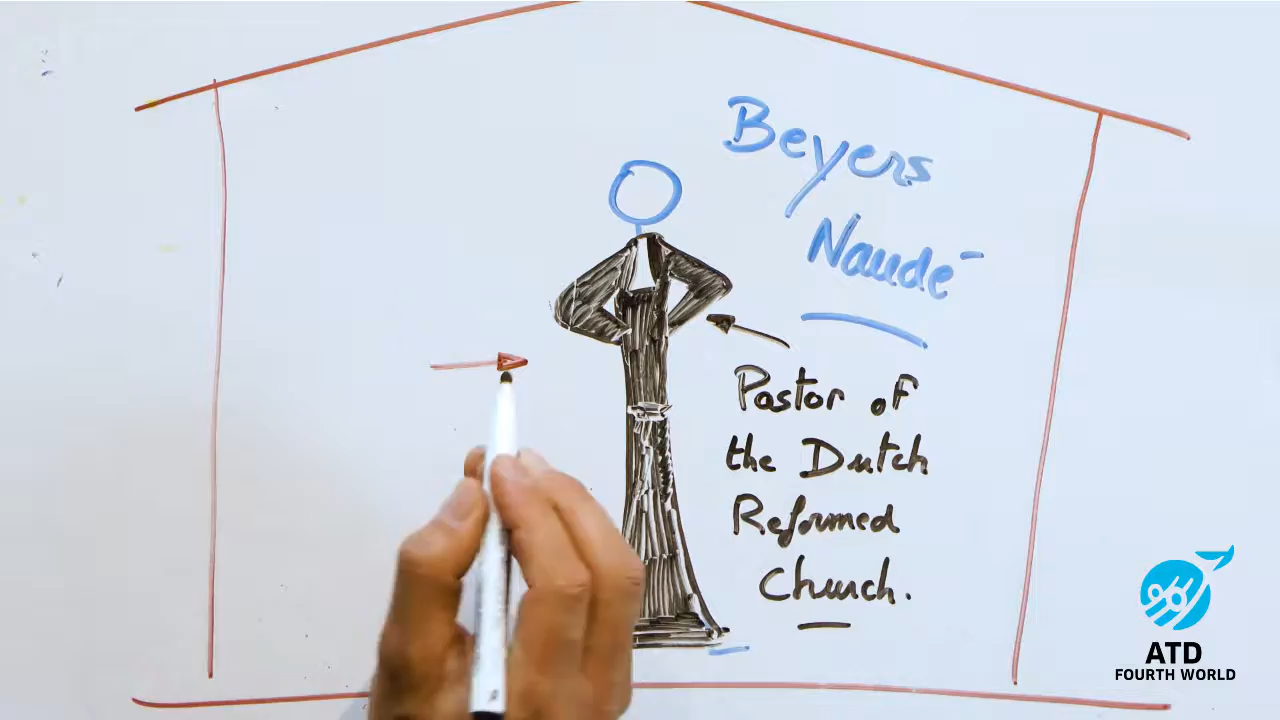 Beyers
Naudé
Pastor of
the Dutch
Reformed
Church.
ATD
FOURTH WORLD